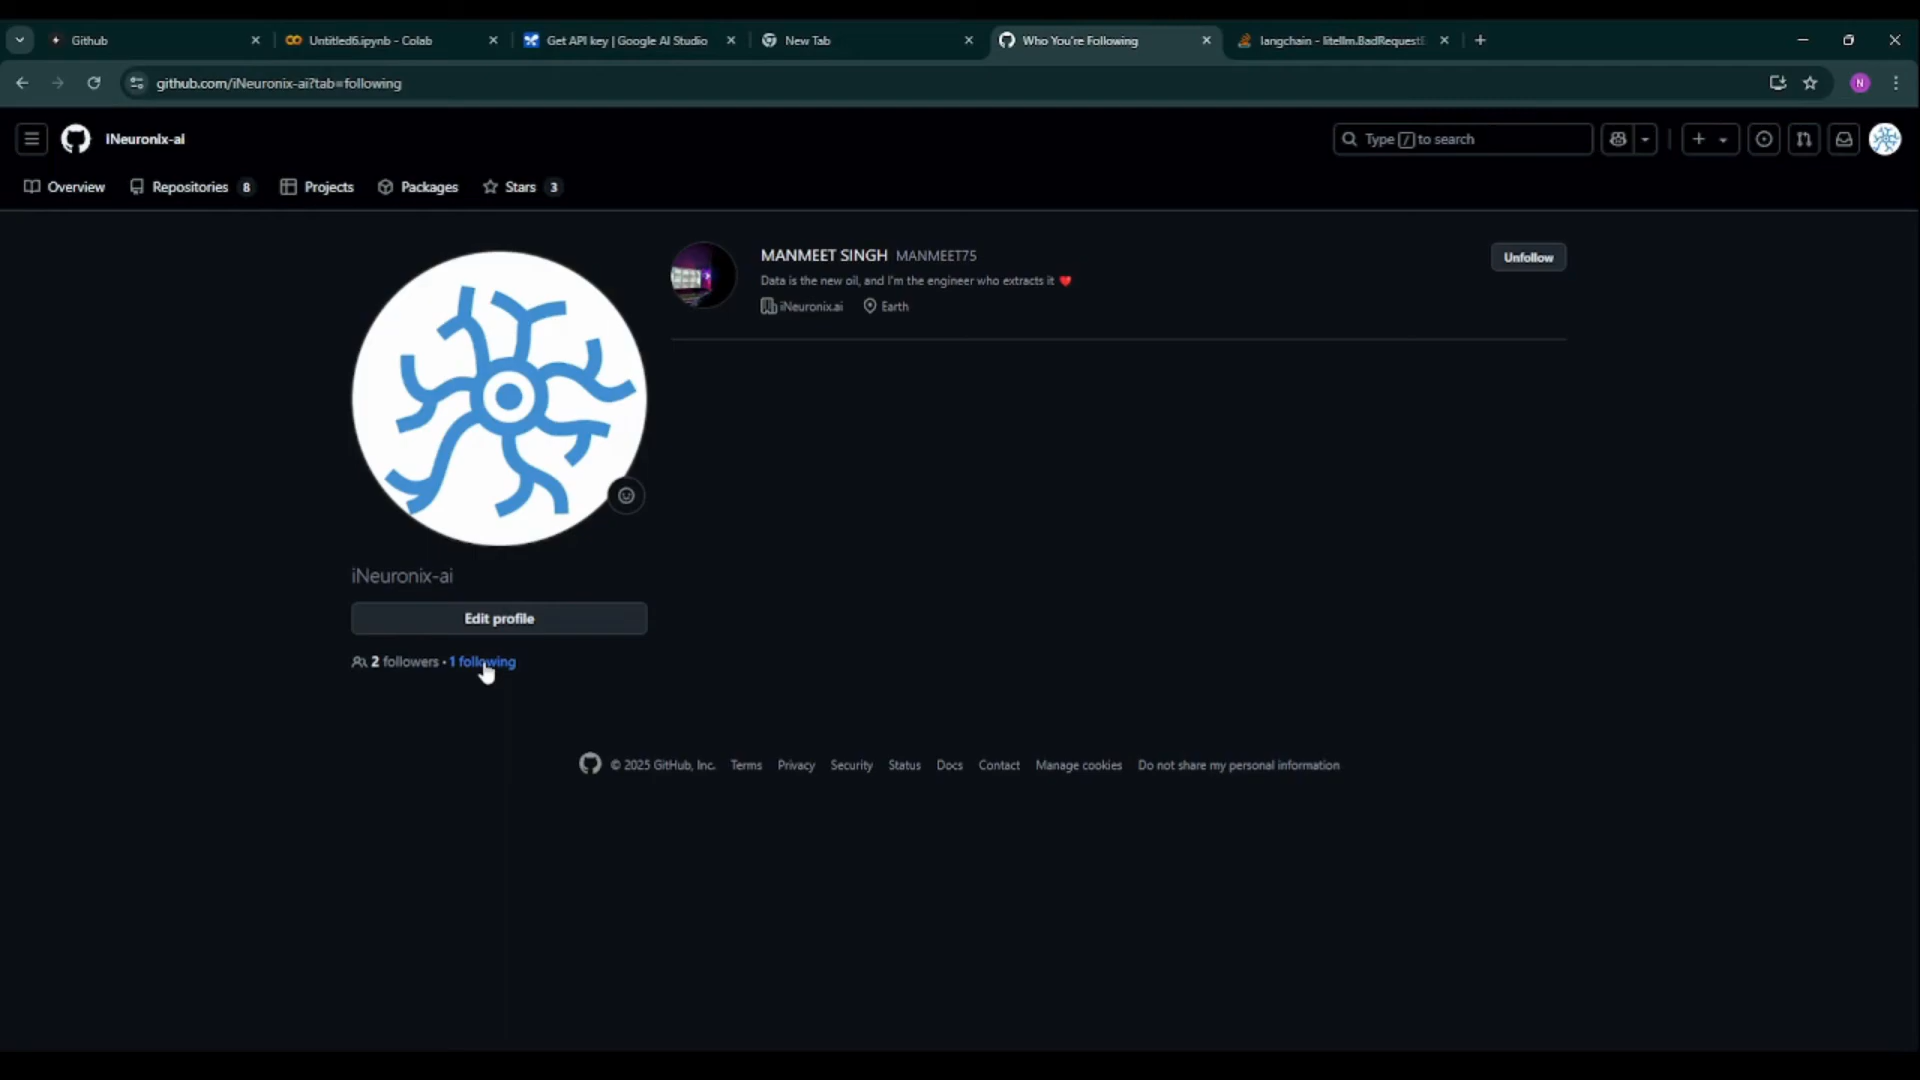 Github
Untitled6.ipynb - Colab
Get API key | Google AI Studio
New Tab
Who You're Following
langchain - litellm.BadRequestE
github.com/iNeuronix-ai?tab=following
N
iNeuronix-ai
Type / to search
Overview
Repositories 8
Projects
Packages
Stars 3
MANMEET SINGH MANMEET75
Unfollow
Data is the new oil, and I'm the engineer who extracts it ❤️
iNeuronix.ai
Earth
iNeuronix-ai
Edit profile
2 followers · 1 following
© 2025 GitHub, Inc. Terms Privacy Security Status Docs Contact Manage cookies Do not share my personal information